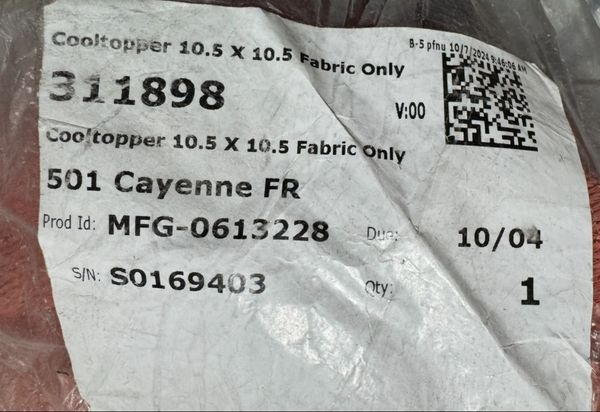 B-5 pfnu 10/7/2024 9:46:06 AM
Cooltopper 10.5 X 10.5 Fabric Only
311898
V:00
Cooltopper 10.5 X 10.5 Fabric Only
501 Cayenne FR
Prod Id: MFG-0613228 Due: 10/04
S/N: S0169403 Qty: 1